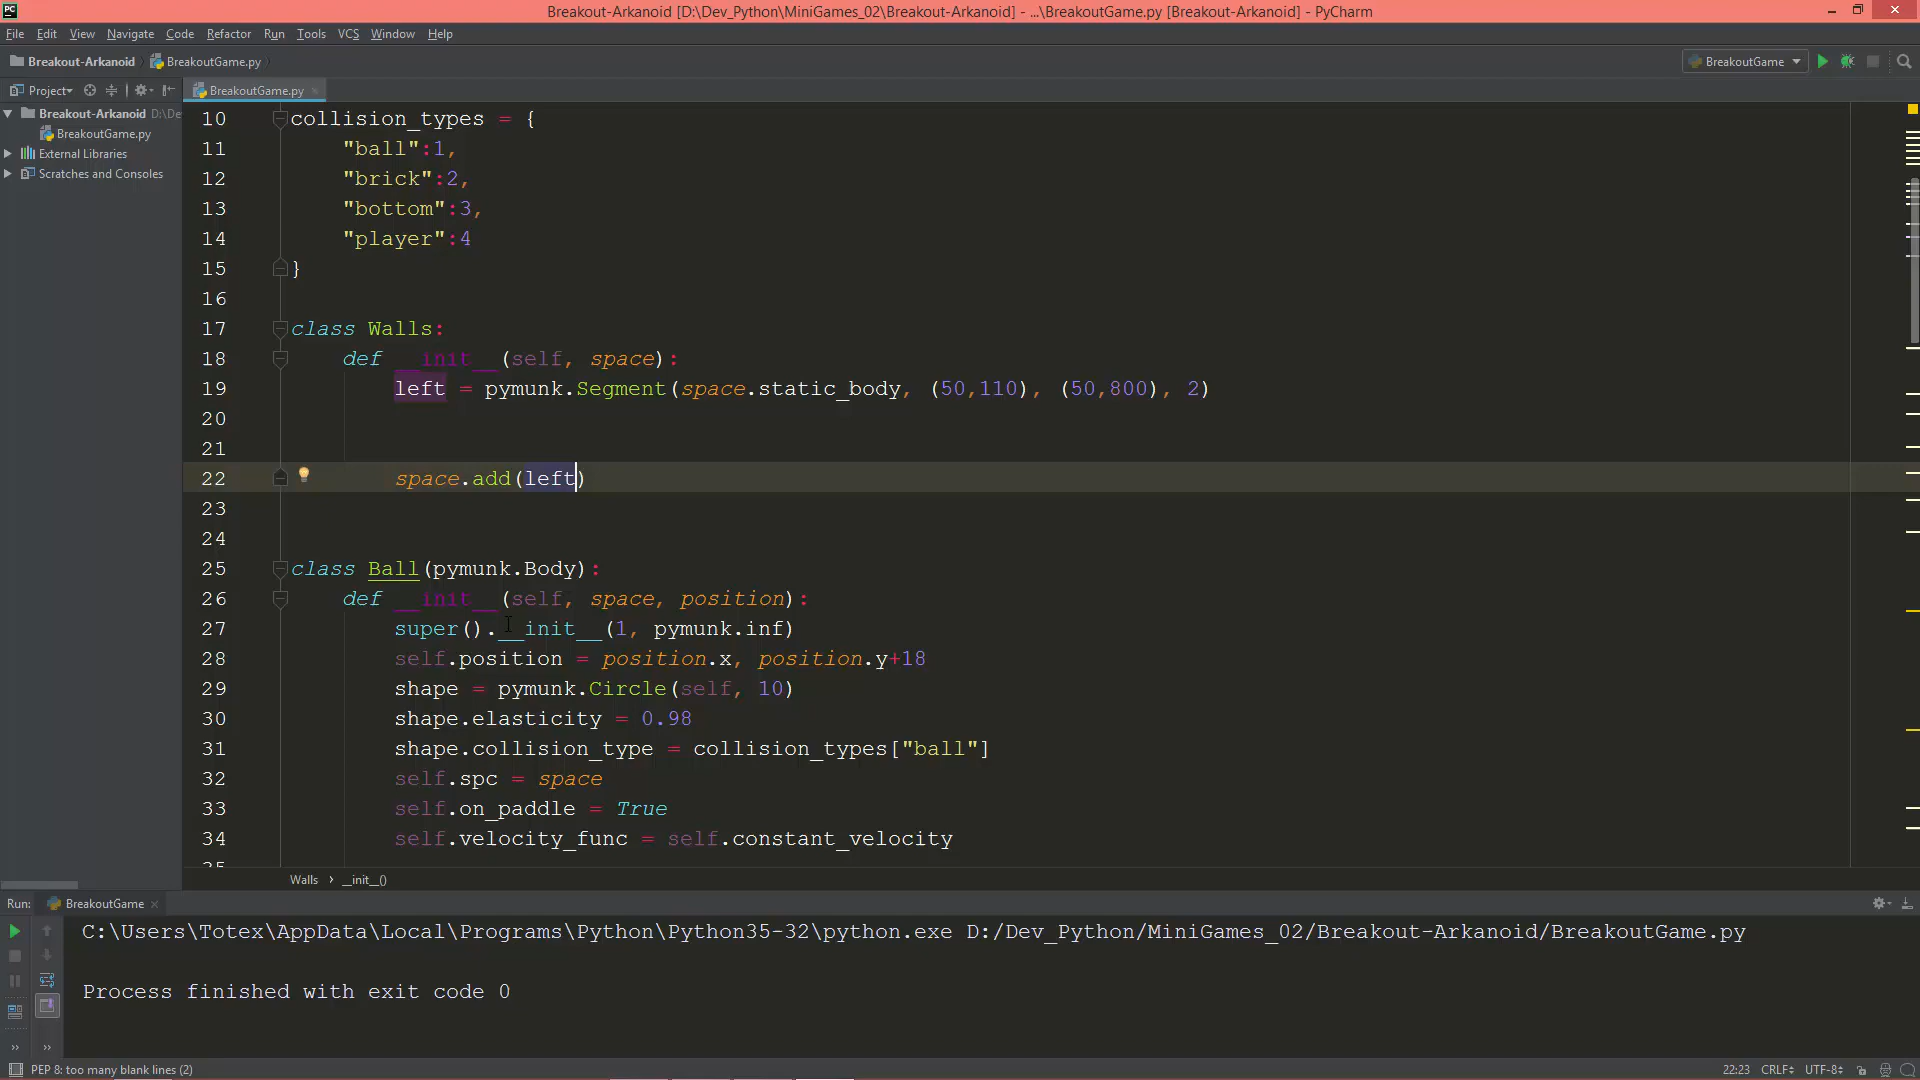 PC
Breakout-Arkanoid [D:\Dev_Python\MiniGames_02\Breakout-Arkanoid] - ...\BreakoutGame.py [Breakout-Arkanoid] - PyCharm
File Edit View Navigate Code Refactor Run Tools VCS Window Help
Breakout-Arkanoid BreakoutGame.py
BreakoutGame
Project
BreakoutGame.py
Breakout-Arkanoid D:\De
BreakoutGame.py
External Libraries
Scratches and Consoles
10 collision_types = {
11 "ball":1,
12 "brick":2,
13 "bottom":3,
14 "player":4
15 }
16
17 class Walls:
18 def __init__(self, space):
19 left = pymunk.Segment(space.static_body, (50,110), (50,800), 2)
20
21
22 space.add(left)
23
24
25 class Ball(pymunk.Body):
26 def __init__(self, space, position):
27 super().__init__(1, pymunk.inf)
28 self.position = position.x, position.y+18
29 shape = pymunk.Circle(self, 10)
30 shape.elasticity = 0.98
31 shape.collision_type = collision_types["ball"]
32 self.spc = space
33 self.on_paddle = True
34 self.velocity_func = self.constant_velocity
35
Walls › __init__()
Run: BreakoutGame
C:\Users\Totex\AppData\Local\Programs\Python\Python35-32\python.exe D:/Dev_Python/MiniGames_02/Breakout-Arkanoid/BreakoutGame.py
Process finished with exit code 0
PEP 8: too many blank lines (2)
22:23 CRLF UTF-8